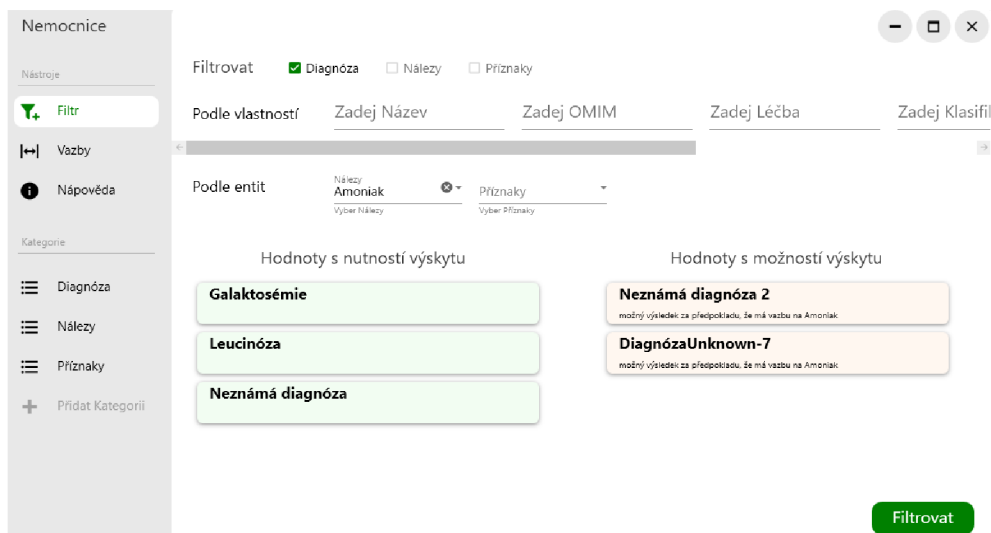 Nemocnice
Nástroje
Filtr
Vazby
Nápověda
Kategorie
Diagnóza
Nálezy
Příznaky
Přidat Kategorii
Filtrovat Diagnóza Nálezy Příznaky
Podle vlastností Zadej Název Zadej OMIM Zadej Léčba Zadej Klasifil
Podle entit
Nálezy
Amoniak
Vyber Nálezy
Příznaky
Vyber Příznaky
Hodnoty s nutností výskytu
Galaktosémie
Leucinóza
Neznámá diagnóza
Hodnoty s možností výskytu
Neznámá diagnóza 2
možný výsledek za předpokladu, že má vazbu na Amoniak
DiagnózaUnknown-7
možný výsledek za předpokladu, že má vazbu na Amoniak
Filtrovat